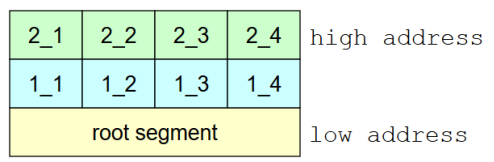 2_1 2_2 2_3 2_4 high address
1_1 1_2 1_3 1_4
root segment low address